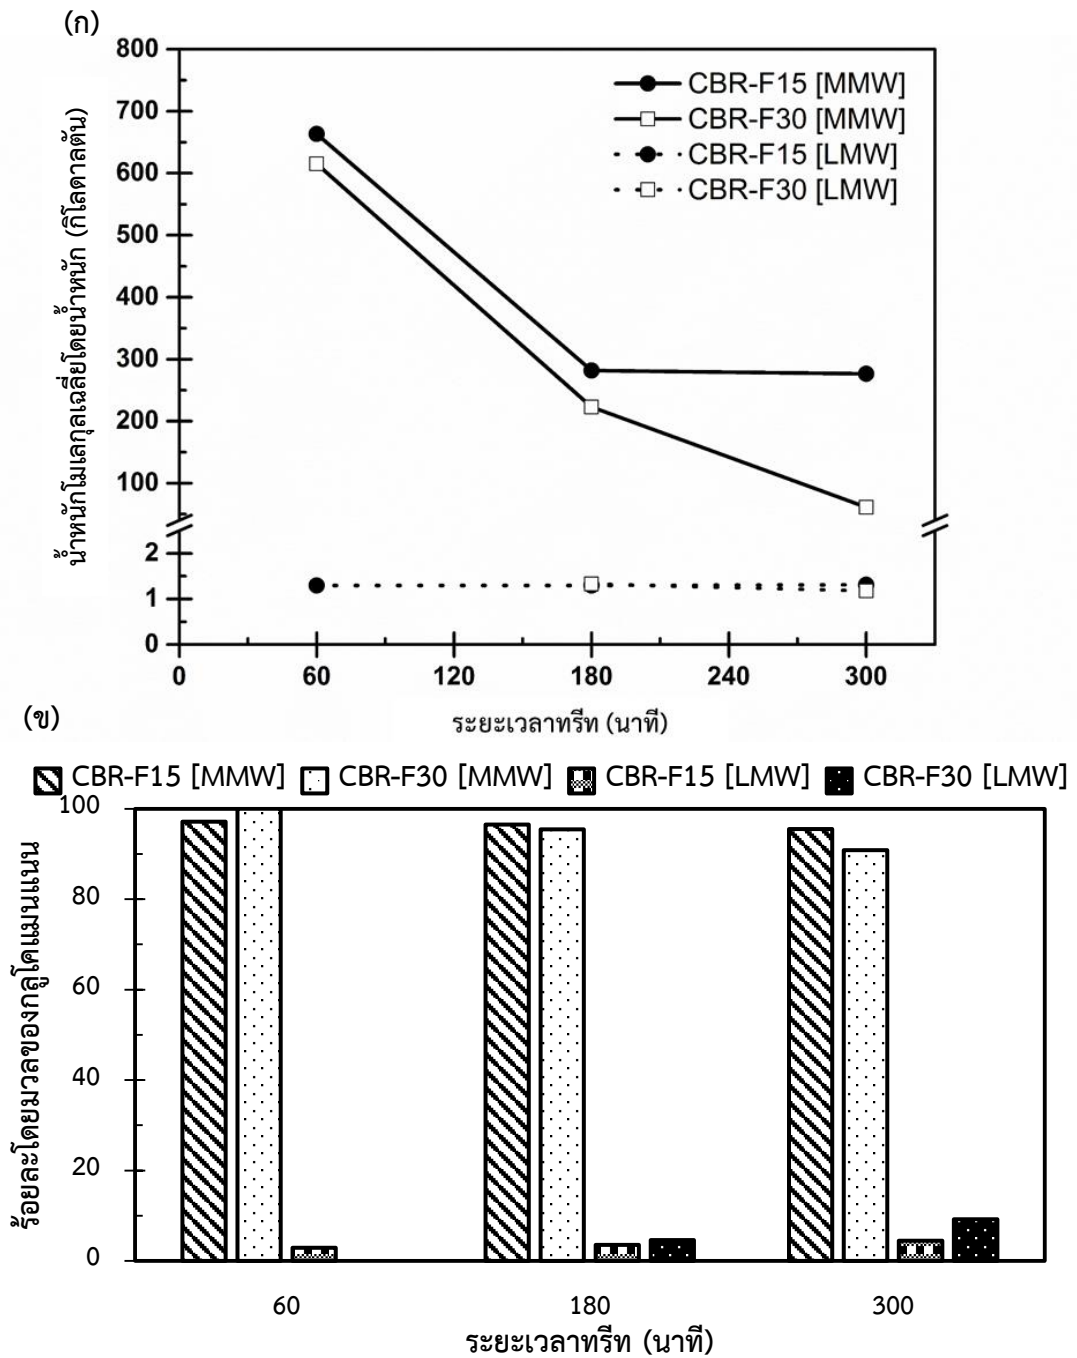 (ก)
น้ำหนักโมเลกุลเฉลี่ยโดยน้ำหนัก (กิโลดาลตัน)
800
700
600
500
400
300
200
100
2
1
0
CBR-F15 [MMW]
CBR-F30 [MMW]
CBR-F15 [LMW]
CBR-F30 [LMW]
0 60 120 180 240 300
ระยะเวลาทรีท (นาที)
(ข)
CBR-F15 [MMW] CBR-F30 [MMW] CBR-F15 [LMW] CBR-F30 [LMW]
ร้อยละโดยมวลของกลูโคแมนแนน
100
80
60
40
20
0
60 180 300
ระยะเวลาทรีท (นาที)